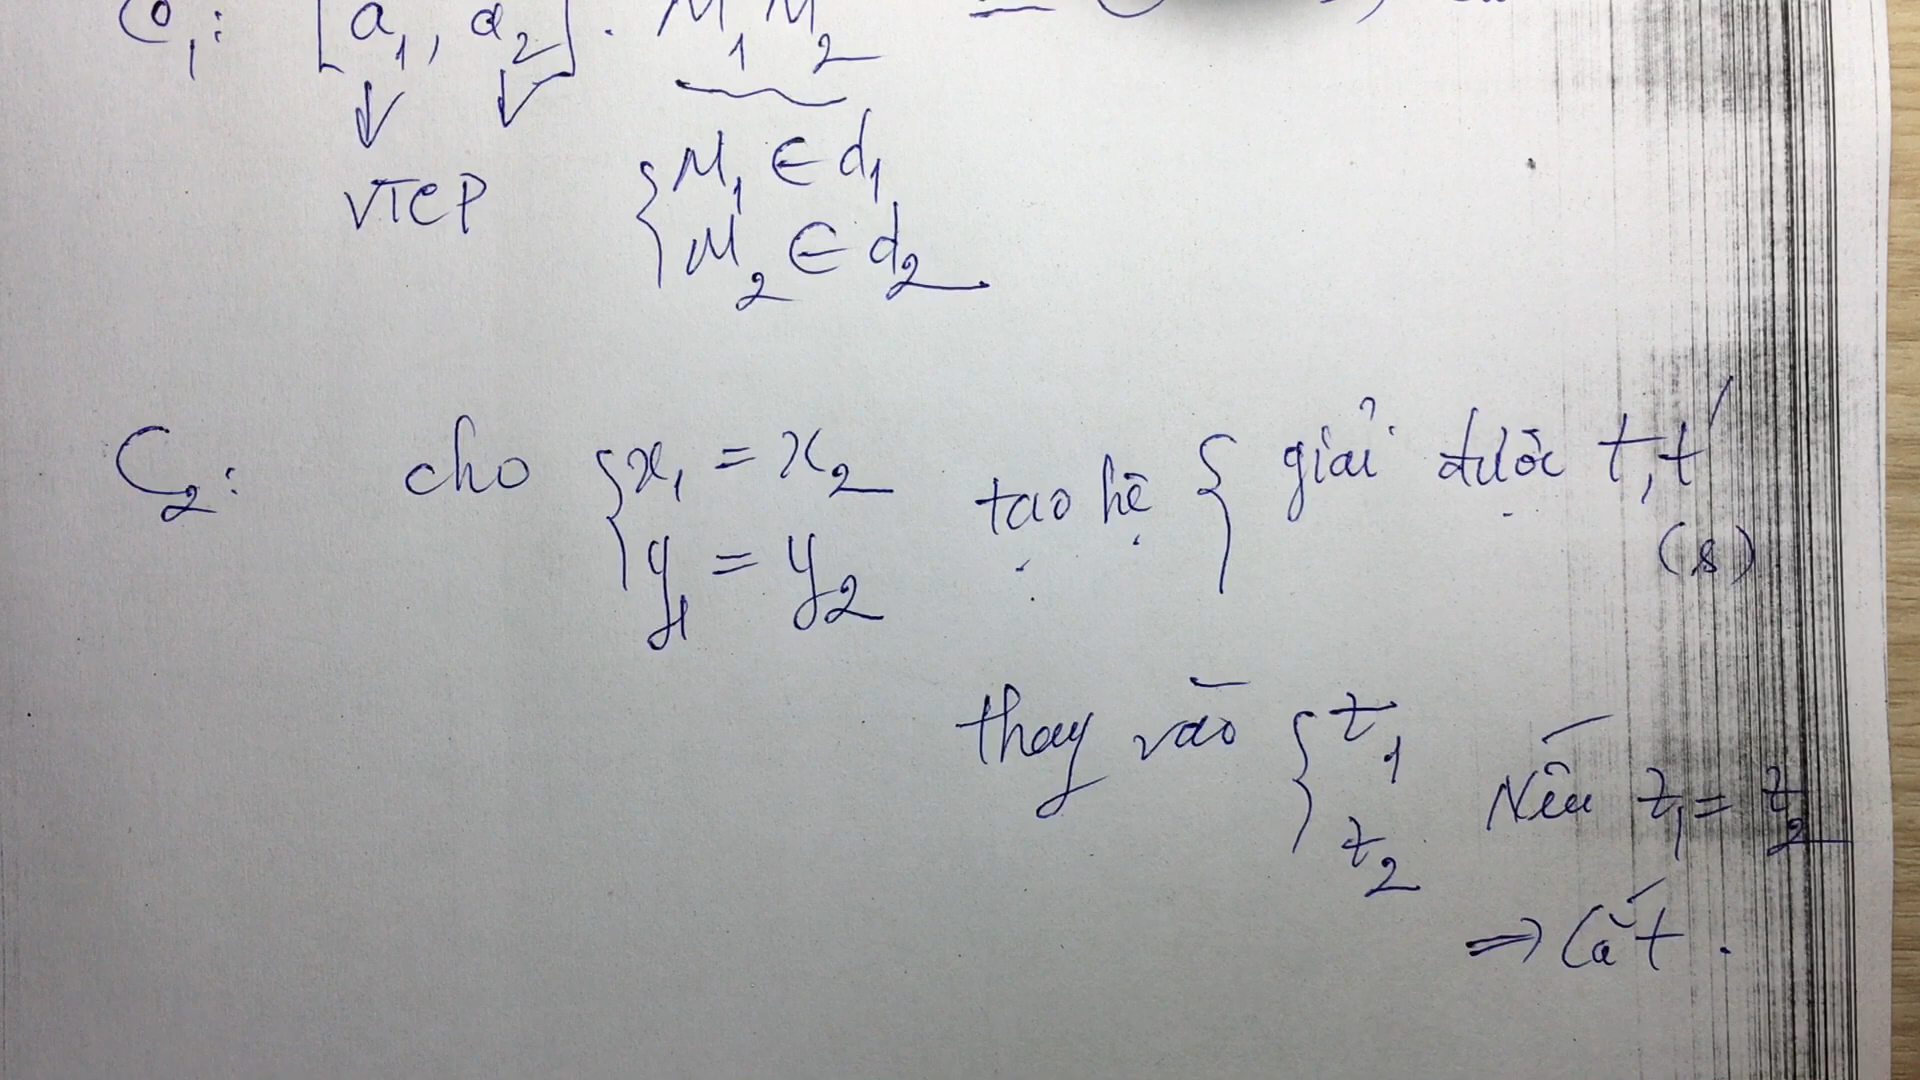 C₁: [a₁, a₂] . M₁M₂ =
VTCP { M₁ ∈ d₁
M₂ ∈ d₂
C₂: cho { x₁ = x₂ tạo hệ { giải được t, t'
y₁ = y₂ (s)
thay vào { z₁
z₂ Nếu z₁ = z₂
⇒ Cắt .